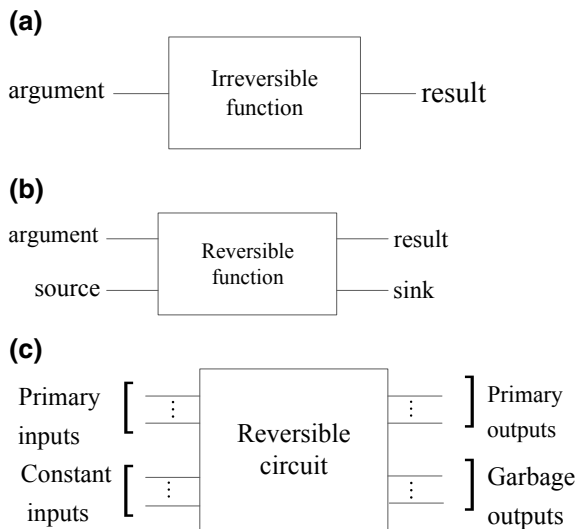 (a)
argument
Irreversible
function
result
(b)
argument
source
Reversible
function
result
sink
(c)
Primary
inputs
Constant
inputs
Reversible
circuit
Primary
outputs
Garbage
outputs